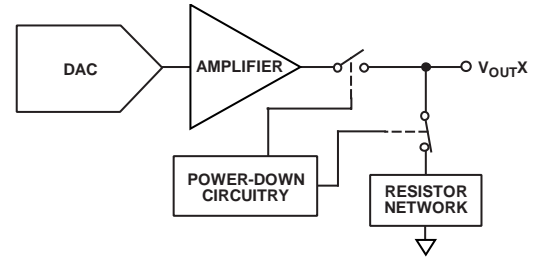 DAC
AMPLIFIER
VOUTX
POWER-DOWN
CIRCUITRY
RESISTOR
NETWORK